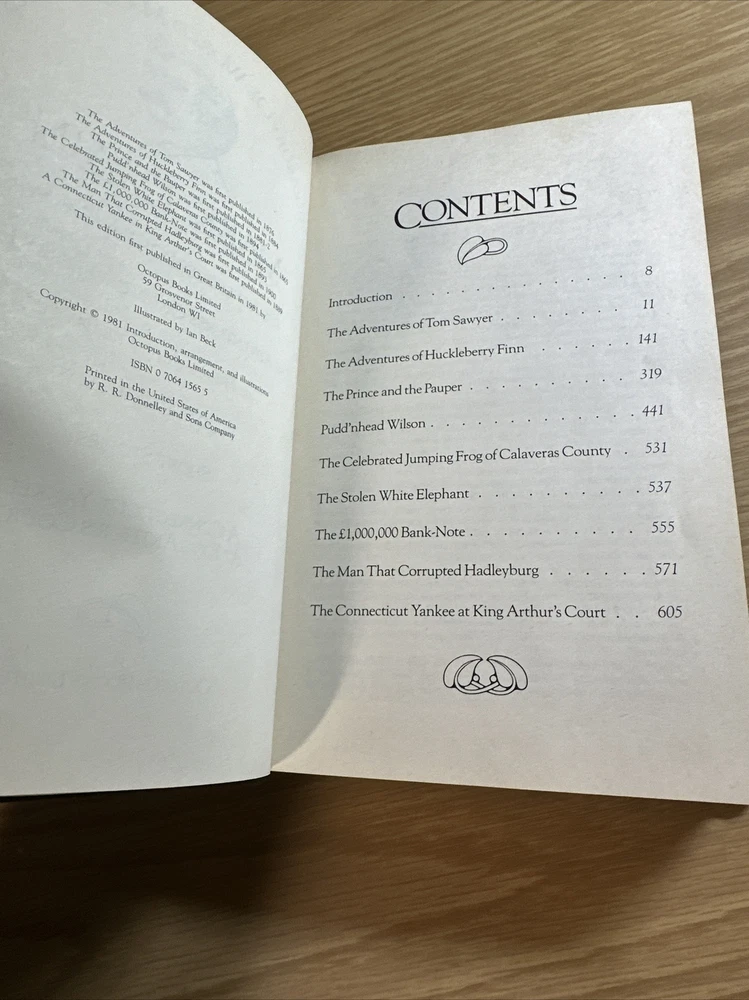 The Adventures of Tom Sawyer was first published in 1876
The Adventures of Huckleberry Finn was first published in 1884
The Prince and the Pauper was first published in 1881-2
Pudd'nhead Wilson was first published in 1894
The Celebrated Jumping Frog of Calaveras County was first published in 1865
The Stolen White Elephant was first published in
The £1,000,000 Bank-Note was first published in 1893
The Man That Corrupted Hadleyburg was first published in 1900
A Connecticut Yankee in King Arthur's Court was first published in 1889
This edition first published in Great Britain in 1981 by
Octopus Books Limited
59 Grosvenor Street
London W1
Illustrated by Ian Beck
Copyright © 1981 Introduction, arrangement, and illustrations
Octopus Books Limited
ISBN 0 7064 1565 5
Printed in the United States of America
by R. R. Donnelley and Sons Company
CONTENTS
Introduction . . . . . . . . . . . 8
The Adventures of Tom Sawyer . . . . . . 11
The Adventures of Huckleberry Finn . . . . 141
The Prince and the Pauper . . . . . . . . 319
Pudd'nhead Wilson . . . . . . . . . . 441
The Celebrated Jumping Frog of Calaveras County . 531
The Stolen White Elephant . . . . . . . . 537
The £1,000,000 Bank-Note . . . . . . . . 555
The Man That Corrupted Hadleyburg . . . . . . 571
The Connecticut Yankee at King Arthur's Court . . 605